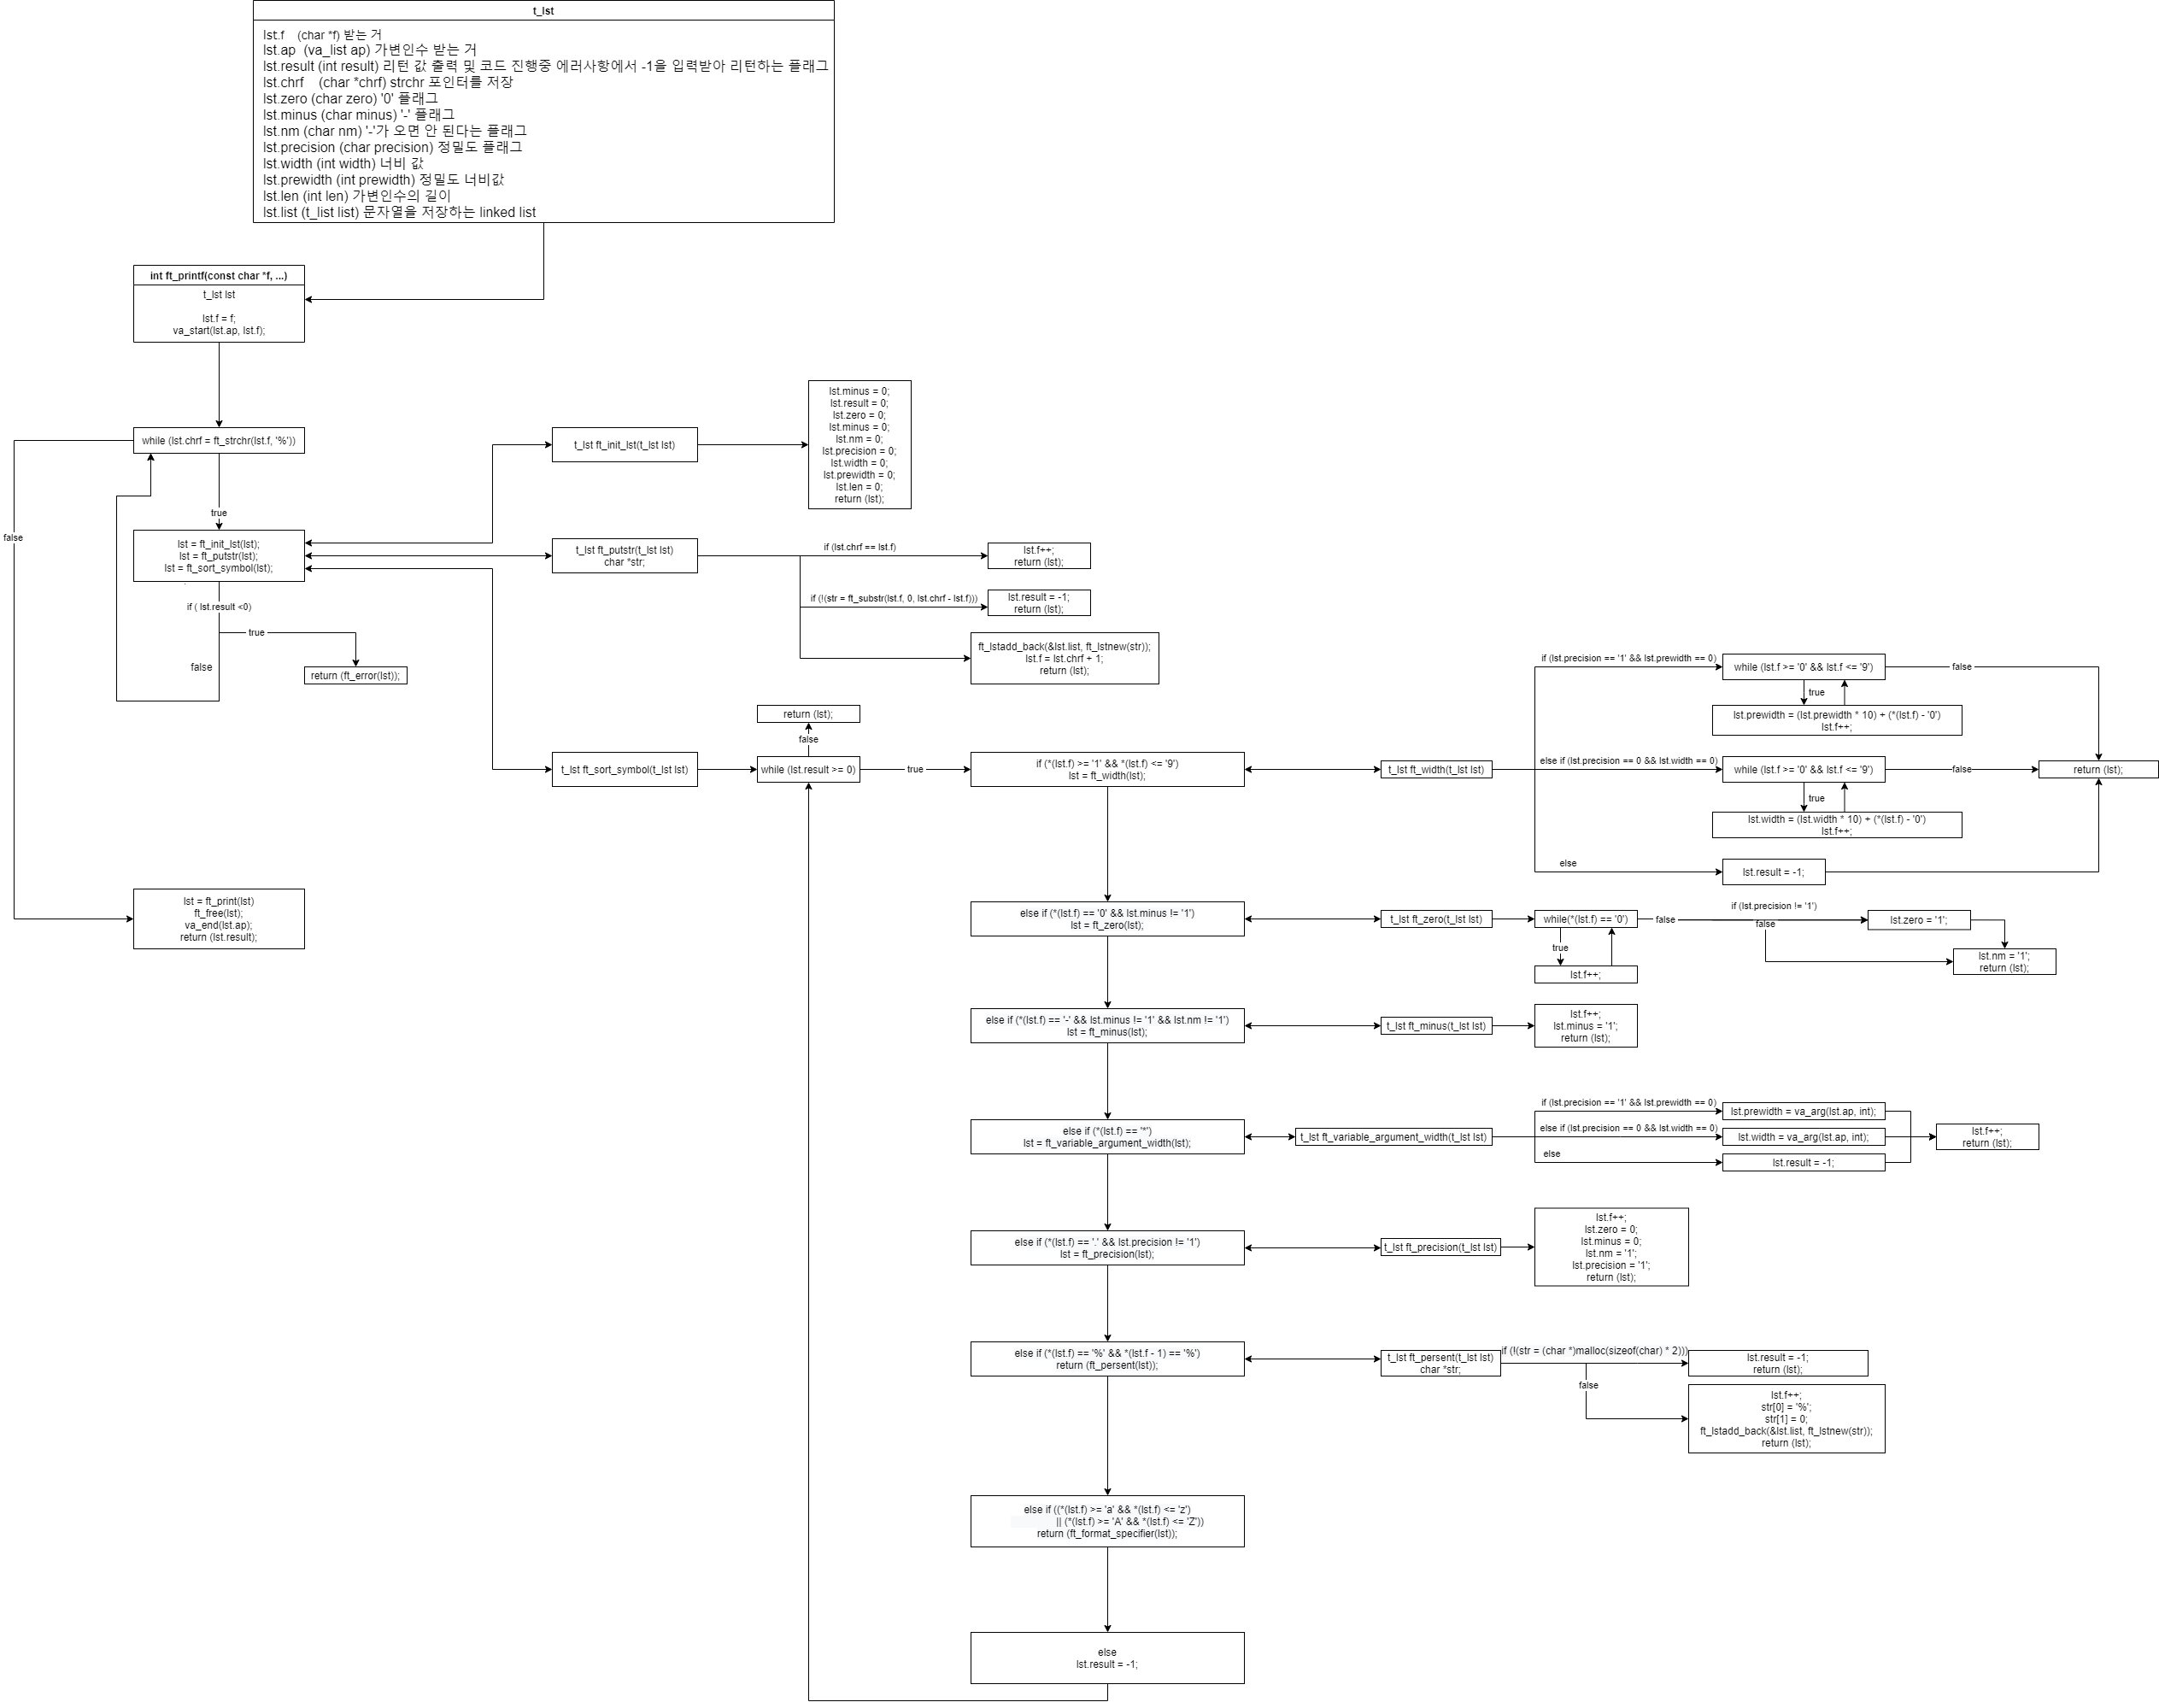 t_lst
lst.f (char *f) 받는 거
lst.ap (va_list ap) 가변인수 받는 거
lst.result (int result) 리턴 값 출력 및 코드 진행중 에러사항에서 -1을 입력받아 리턴하는 플래그
lst.chrf (char *chrf) strchr 포인터를 저장
lst.zero (char zero) '0' 플래그
lst.minus (char minus) '-' 플래그
lst.nm (char nm) '-'가 오면 안 된다는 플래그
lst.precision (char precision) 정밀도 플래그
lst.width (int width) 너비 값
lst.prewidth (int prewidth) 정밀도 너비값
lst.len (int len) 가변인수의 길이
lst.list (t_list list) 문자열을 저장하는 linked list
int ft_printf(const char *f, ...)
t_lst lst
lst.f = f;
va_start(lst.ap, lst.f);
while (lst.chrf = ft_strchr(lst.f, '%'))
true
false
lst = ft_init_lst(lst);
lst = ft_putstr(lst);
lst = ft_sort_symbol(lst);
if ( lst.result <0)
true
false
return (ft_error(lst));
lst = ft_print(lst)
ft_free(lst);
va_end(lst.ap);
return (lst.result);
t_lst ft_init_lst(t_lst lst)
lst.minus = 0;
lst.result = 0;
lst.zero = 0;
lst.minus = 0;
lst.nm = 0;
lst.precision = 0;
lst.width = 0;
lst.prewidth = 0;
lst.len = 0;
return (lst);
t_lst ft_putstr(t_lst lst)
char *str;
if (lst.chrf == lst.f)
lst.f++;
return (lst);
if (!(str = ft_substr(lst.f, 0, lst.chrf - lst.f)))
lst.result = -1;
return (lst);
ft_lstadd_back(&lst.list, ft_lstnew(str));
lst.f = lst.chrf + 1;
return (lst);
t_lst ft_sort_symbol(t_lst lst)
return (lst);
false
while (lst.result >= 0)
true
if (*(lst.f) >= '1' && *(lst.f) <= '9')
lst = ft_width(lst);
t_lst ft_width(t_lst lst)
if (lst.precision == '1' && lst.prewidth == 0)
while (lst.f >= '0' && lst.f <= '9')
false
true
lst.prewidth = (lst.prewidth * 10) + (*(lst.f) - '0')
lst.f++;
else if (lst.precision == 0 && lst.width == 0)
while (lst.f >= '0' && lst.f <= '9')
false
return (lst);
true
lst.width = (lst.width * 10) + (*(lst.f) - '0')
lst.f++;
else
lst.result = -1;
else if (*(lst.f) == '0' && lst.minus != '1')
lst = ft_zero(lst);
t_lst ft_zero(t_lst lst)
while(*(lst.f) == '0')
true
lst.f++;
false
if (lst.precision != '1')
false
lst.zero = '1';
lst.nm = '1';
return (lst);
else if (*(lst.f) == '-' && lst.minus != '1' && lst.nm != '1')
lst = ft_minus(lst);
t_lst ft_minus(t_lst lst)
lst.f++;
lst.minus = '1';
return (lst);
else if (*(lst.f) == '*')
lst = ft_variable_argument_width(lst);
t_lst ft_variable_argument_width(t_lst lst)
if (lst.precision == '1' && lst.prewidth == 0)
lst.prewidth = va_arg(lst.ap, int);
else if (lst.precision == 0 && lst.width == 0)
lst.width = va_arg(lst.ap, int);
else
lst.result = -1;
lst.f++;
return (lst);
else if (*(lst.f) == '.' && lst.precision != '1')
lst = ft_precision(lst);
t_lst ft_precision(t_lst lst)
lst.f++;
lst.zero = 0;
lst.minus = 0;
lst.nm = '1';
lst.precision = '1';
return (lst);
else if (*(lst.f) == '%' && *(lst.f - 1) == '%')
return (ft_persent(lst));
t_lst ft_persent(t_lst lst)
char *str;
if (!(str = (char *)malloc(sizeof(char) * 2)))
lst.result = -1;
return (lst);
false
lst.f++;
str[0] = '%';
str[1] = 0;
ft_lstadd_back(&lst.list, ft_lstnew(str));
return (lst);
else if ((*(lst.f) >= 'a' && *(lst.f) <= 'z')
|| (*(lst.f) >= 'A' && *(lst.f) <= 'Z'))
return (ft_format_specifier(lst));
else
lst.result = -1;